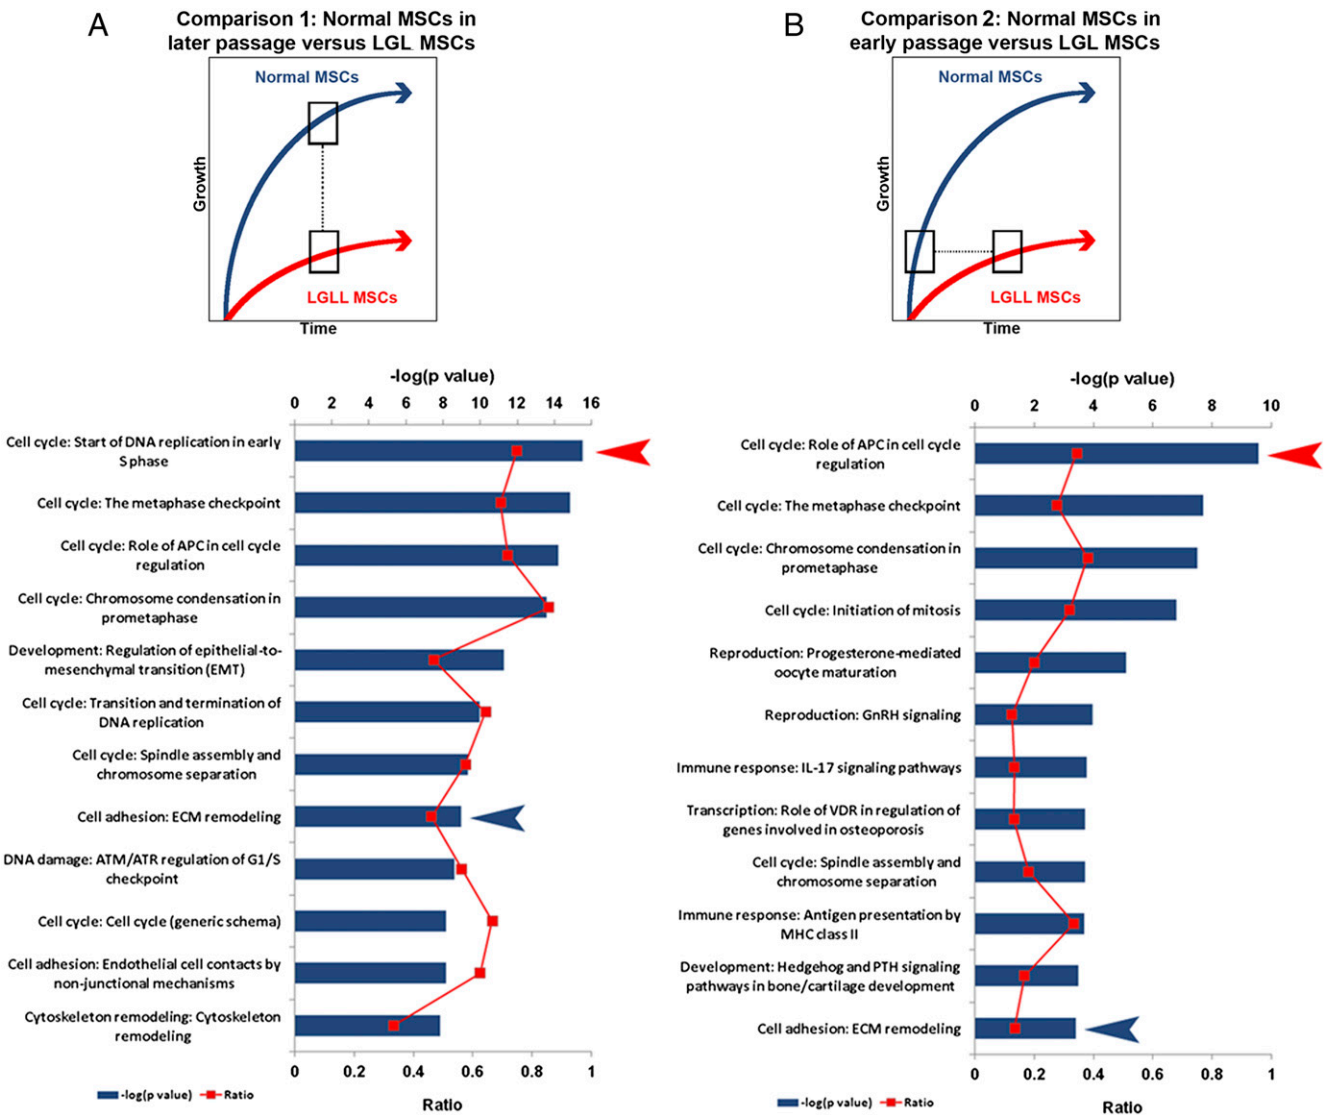 A
Comparison 1: Normal MSCs in
later passage versus LGL MSCs
Normal MSCs
Growth
LGLL MSCs
Time
-log(p value)
0 2 4 6 8 10 12 14 16
Cell cycle: Start of DNA replication in early
S phase
Cell cycle: The metaphase checkpoint
Cell cycle: Role of APC in cell cycle
regulation
Cell cycle: Chromosome condensation in
prometaphase
Development: Regulation of epithelial-to-
mesenchymal transition (EMT)
Cell cycle: Transition and termination of
DNA replication
Cell cycle: Spindle assembly and
chromosome separation
Cell adhesion: ECM remodeling
DNA damage: ATM/ATR regulation of G1/S
checkpoint
Cell cycle: Cell cycle (generic schema)
Cell adhesion: Endothelial cell contacts by
non-junctional mechanisms
Cytoskeleton remodeling: Cytoskeleton
remodeling
0 0.2 0.4 0.6 0.8 1
-log(p value) Ratio
Ratio
B
Comparison 2: Normal MSCs in
early passage versus LGL MSCs
Normal MSCs
Growth
LGLL MSCs
Time
-log(p value)
0 2 4 6 8 10
Cell cycle: Role of APC in cell cycle
regulation
Cell cycle: The metaphase checkpoint
Cell cycle: Chromosome condensation in
prometaphase
Cell cycle: Initiation of mitosis
Reproduction: Progesterone-mediated
oocyte maturation
Reproduction: GnRH signaling
Immune response: IL-17 signaling pathways
Transcription: Role of VDR in regulation of
genes involved in osteoporosis
Cell cycle: Spindle assembly and
chromosome separation
Immune response: Antigen presentation by
MHC class II
Development: Hedgehog and PTH signaling
pathways in bone/cartilage development
Cell adhesion: ECM remodeling
0 0.2 0.4 0.6 0.8 1
-log(p value) Ratio
Ratio